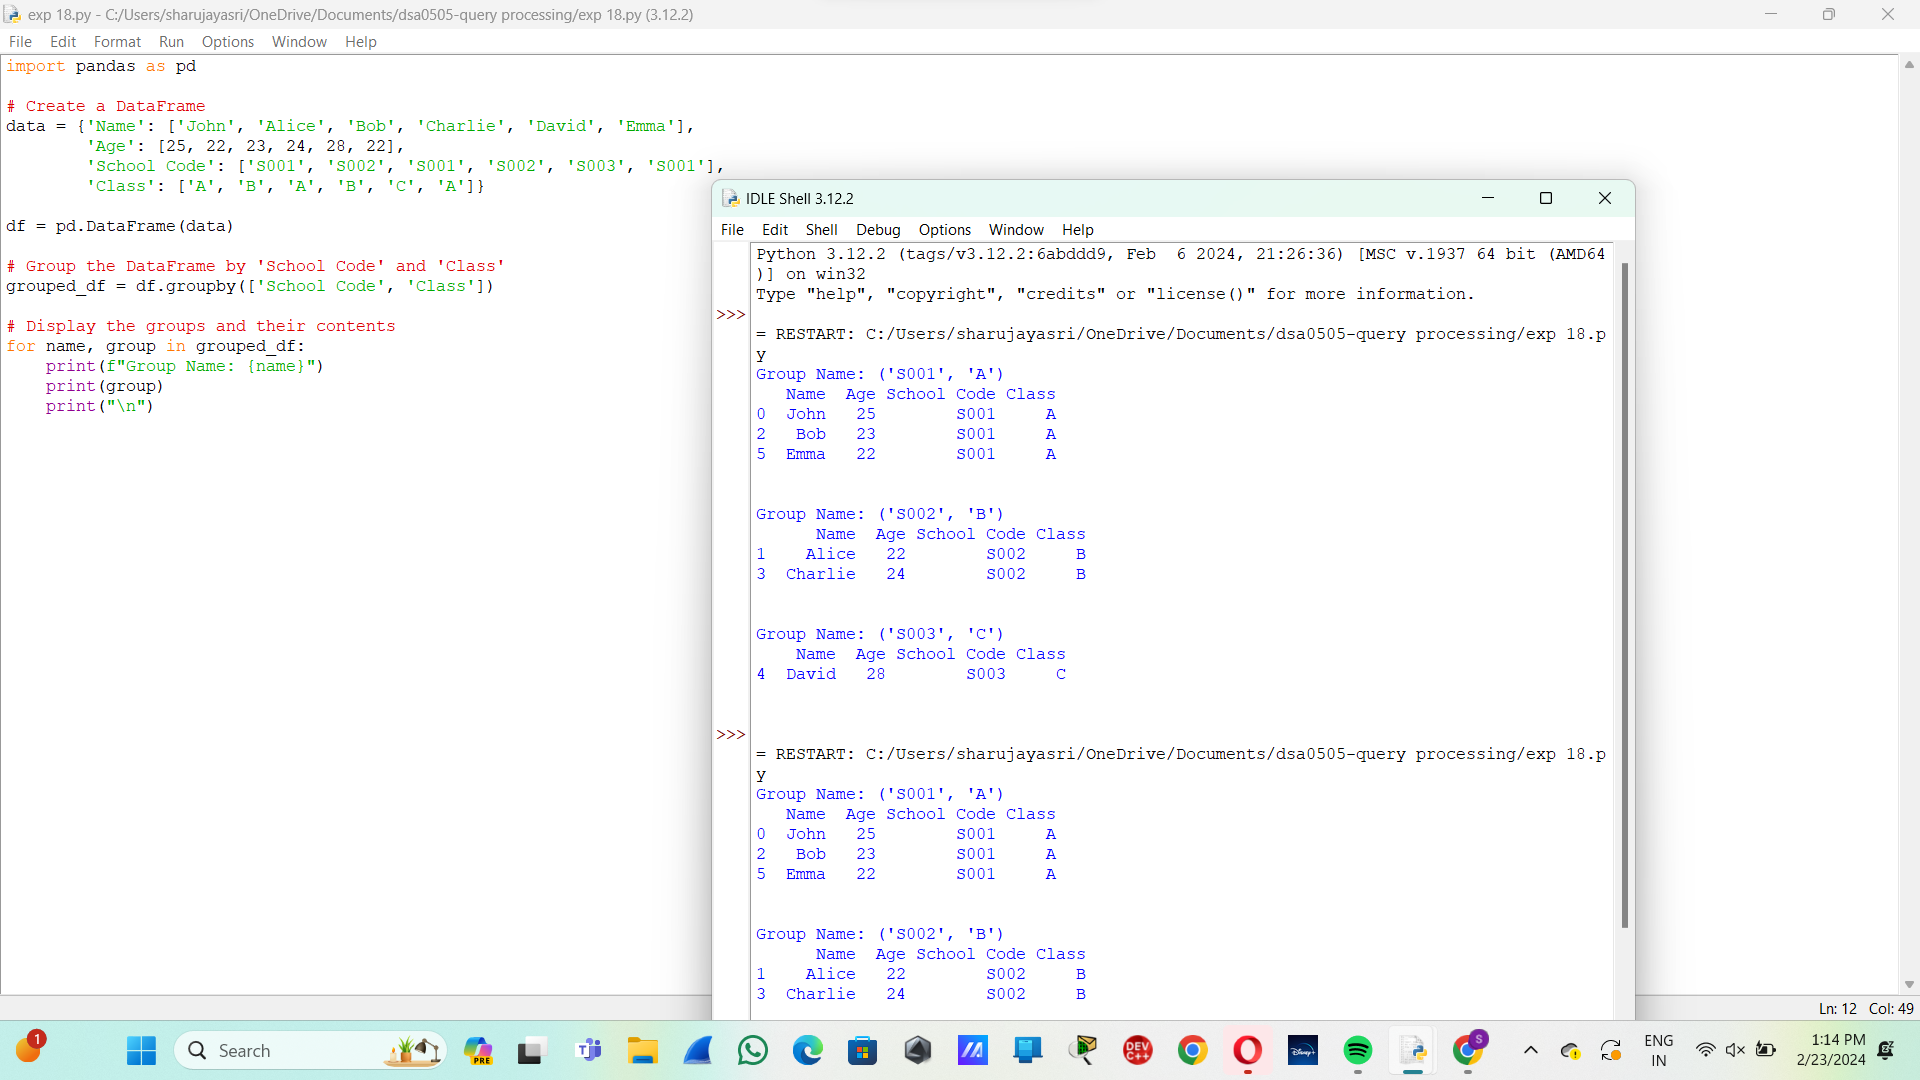 exp 18.py - C:/Users/sharujayasri/OneDrive/Documents/dsa0505-query processing/exp 18.py (3.12.2)
File Edit Format Run Options Window Help
import pandas as pd
# Create a DataFrame
data = {'Name': ['John', 'Alice', 'Bob', 'Charlie', 'David', 'Emma'],
        'Age': [25, 22, 23, 24, 28, 22],
        'School Code': ['S001', 'S002', 'S001', 'S002', 'S003', 'S001'],
        'Class': ['A', 'B', 'A', 'B', 'C', 'A']}
df = pd.DataFrame(data)
# Group the DataFrame by 'School Code' and 'Class'
grouped_df = df.groupby(['School Code', 'Class'])
# Display the groups and their contents
for name, group in grouped_df:
    print(f"Group Name: {name}")
    print(group)
    print("\n")
IDLE Shell 3.12.2
File Edit Shell Debug Options Window Help
Python 3.12.2 (tags/v3.12.2:6abddd9, Feb  6 2024, 21:26:36) [MSC v.1937 64 bit (AMD64
)] on win32
Type "help", "copyright", "credits" or "license()" for more information.
>>>
= RESTART: C:/Users/sharujayasri/OneDrive/Documents/dsa0505-query processing/exp 18.p
y
Group Name: ('S001', 'A')
   Name  Age School Code Class
0  John   25        S001     A
2   Bob   23        S001     A
5  Emma   22        S001     A
Group Name: ('S002', 'B')
      Name  Age School Code Class
1    Alice   22        S002     B
3  Charlie   24        S002     B
Group Name: ('S003', 'C')
    Name  Age School Code Class
4  David   28        S003     C
>>>
= RESTART: C:/Users/sharujayasri/OneDrive/Documents/dsa0505-query processing/exp 18.p
y
Group Name: ('S001', 'A')
   Name  Age School Code Class
0  John   25        S001     A
2   Bob   23        S001     A
5  Emma   22        S001     A
Group Name: ('S002', 'B')
      Name  Age School Code Class
1    Alice   22        S002     B
3  Charlie   24        S002     B
Ln: 12 Col: 49
1
Search
PRE
DEV C++
Disney+
S
ENG
IN
1:14 PM
2/23/2024